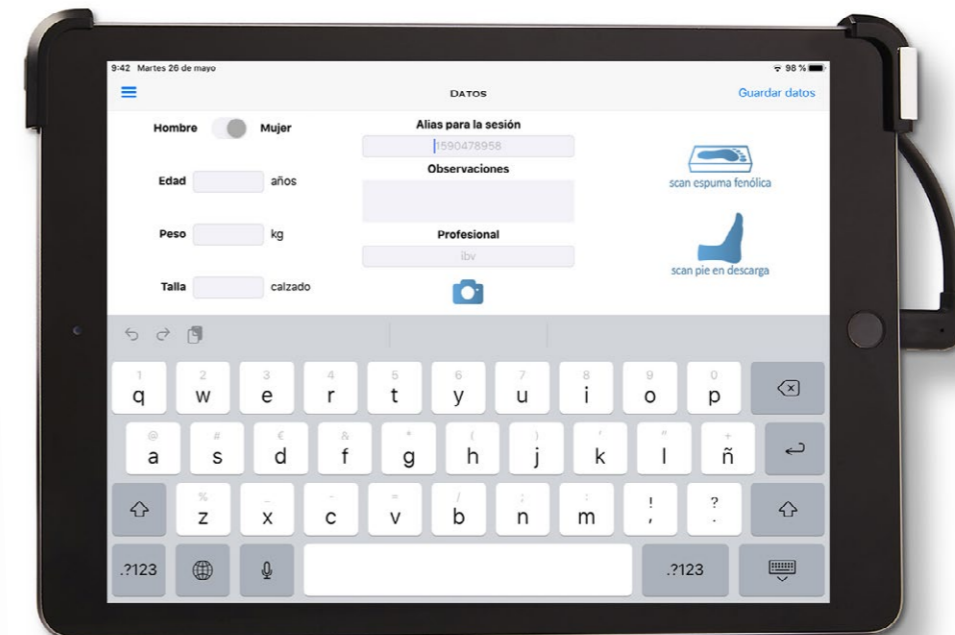 9:42 Martes 26 de mayo
98 %
DATOS
Guardar datos
Hombre Mujer
Edad años
Peso kg
Talla calzado
Alias para la sesión
1590478958
Observaciones
Profesional
ibv
scan espuma fenólica
scan pie en descarga
1 2 3 4 5 6 7 8 9 0
q w e r t y u i o p
@ # € & * ( ) ' " +
a s d f g h j k l ñ
% _ - = / ; : ! ?
z x c v b n m , .
.?123 .?123